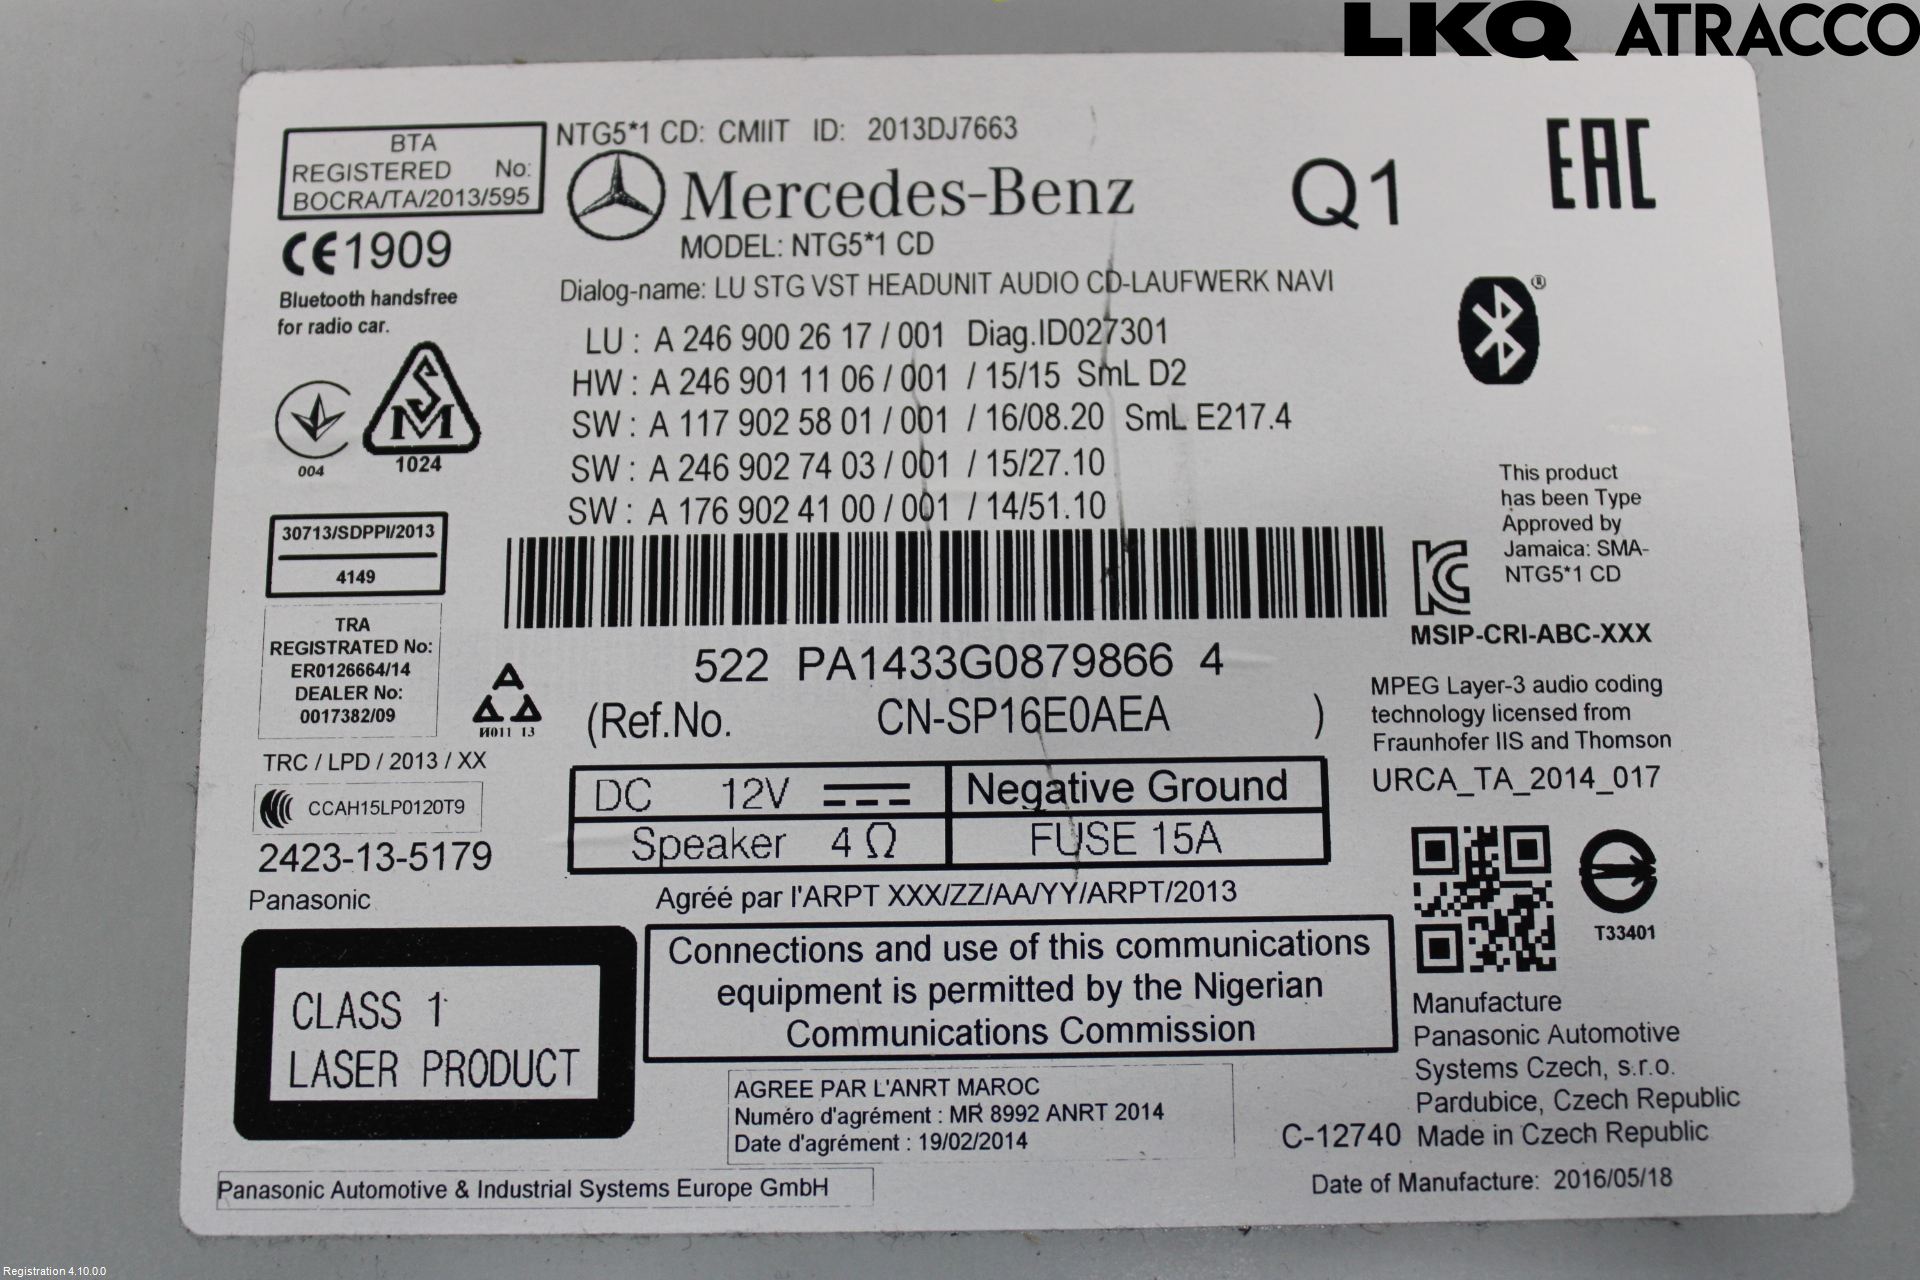 LKQ ATRACCO
BTA
REGISTERED No:
BOCRA/TA/2013/595
NTG5*1 CD: CMIIT ID: 2013DJ7663
Mercedes-Benz
MODEL: NTG5*1 CD
Q1
EAC
CE1909
Bluetooth handsfree
for radio car.
Dialog-name: LU STG VST HEADUNIT AUDIO CD-LAUFWERK NAVI
LU : A 246 900 26 17 / 001 Diag.ID027301
HW : A 246 901 11 06 / 001 / 15/15 SmL D2
SW : A 117 902 58 01 / 001 / 16/08.20 SmL E217.4
SW : A 246 902 74 03 / 001 / 15/27.10
SW : A 176 902 41 00 / 001 / 14/51.10
®
004
SM
1024
30713/SDPPI/2013
4149
TRA
REGISTRATED No:
ER0126664/14
DEALER No:
0017382/09
И011 13
TRC / LPD / 2013 / XX
CCAH15LP0120T9
2423-13-5179
Panasonic
522 PA1433G0879866 4
(Ref.No. CN-SP16E0AEA )
DC 12V Negative Ground
Speaker 4 Ω FUSE 15A
Agréé par l'ARPT XXX/ZZ/AA/YY/ARPT/2013
This product
has been Type
Approved by
Jamaica: SMA-
NTG5*1 CD
MSIP-CRI-ABC-XXX
MPEG Layer-3 audio coding
technology licensed from
Fraunhofer IIS and Thomson
URCA_TA_2014_017
T33401
CLASS 1
LASER PRODUCT
Connections and use of this communications
equipment is permitted by the Nigerian
Communications Commission
AGREE PAR L'ANRT MAROC
Numéro d'agrément : MR 8992 ANRT 2014
Date d'agrément : 19/02/2014
Manufacture
Panasonic Automotive
Systems Czech, s.r.o.
Pardubice, Czech Republic
C-12740 Made in Czech Republic
Date of Manufacture: 2016/05/18
Panasonic Automotive & Industrial Systems Europe GmbH
Registration 4.10.0.0